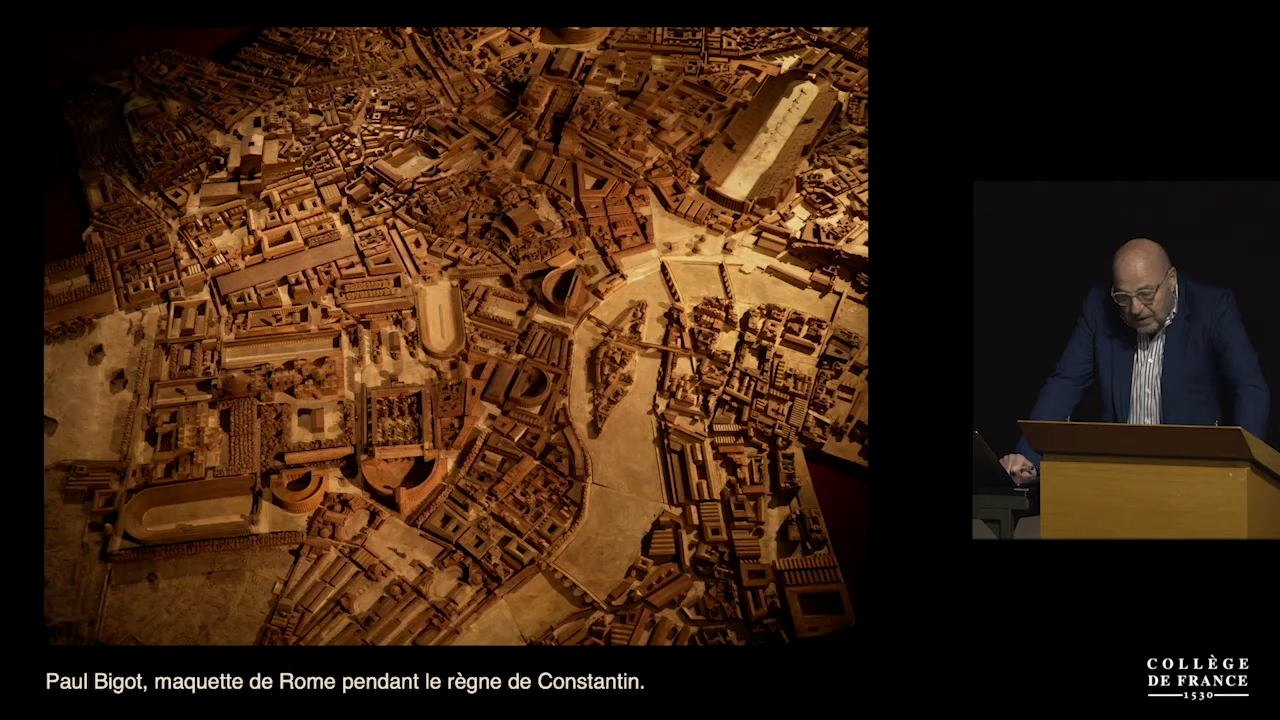 Paul Bigot, maquette de Rome pendant le règne de Constantin.
COLLÈGE
DE FRANCE
1530